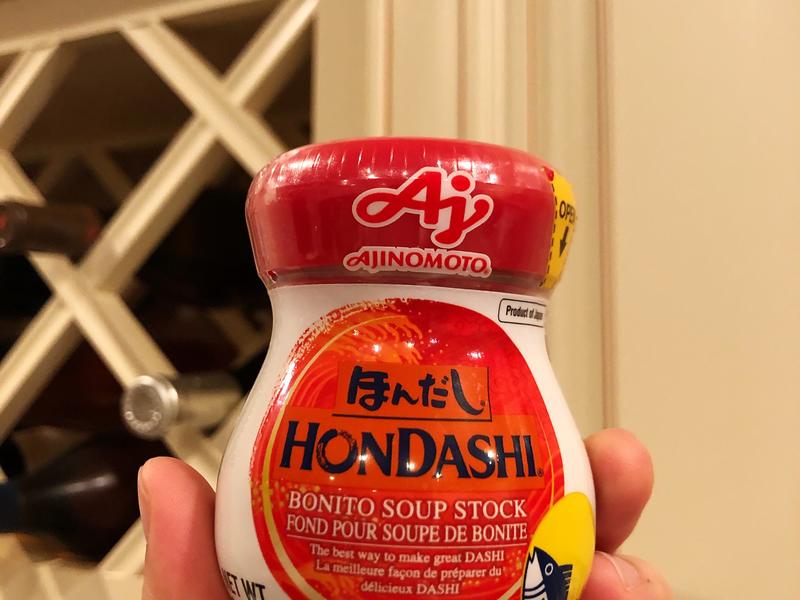 Aj
AJINOMOTO®
OPEN
Product of Japan
ほんだし®
HONDASHI®
BONITO SOUP STOCK
FOND POUR SOUPE DE BONITE
The best way to make great DASHI
La meilleure façon de préparer du
délicieux DASHI
NET WT